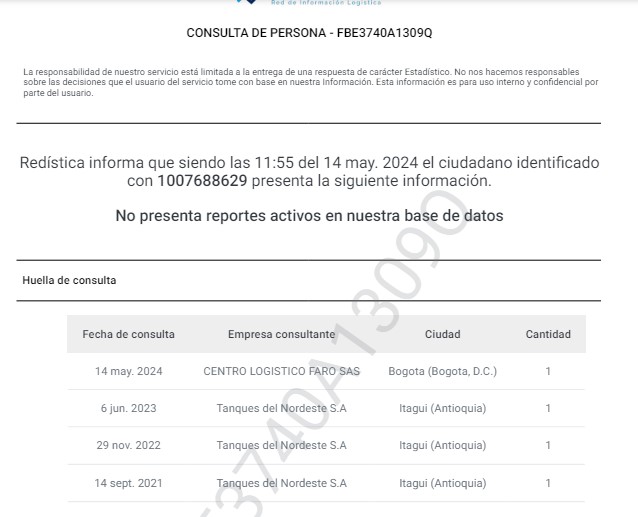 Red de Información Logística
CONSULTA DE PERSONA - FBE3740A1309Q
La responsabilidad de nuestro servicio está limitada a la entrega de una respuesta de carácter Estadístico. No nos hacemos responsables
sobre las decisiones que el usuario del servicio tome con base en nuestra Información. Esta información es para uso interno y confidencial por
parte del usuario.
Redística informa que siendo las 11:55 del 14 may. 2024 el ciudadano identificado
con 1007688629 presenta la siguiente información.
No presenta reportes activos en nuestra base de datos
Huella de consulta
Fecha de consulta Empresa consultante Ciudad Cantidad
14 may. 2024 CENTRO LOGISTICO FARO SAS Bogota (Bogota, D.C.) 1
6 jun. 2023 Tanques del Nordeste S.A Itagui (Antioquia) 1
29 nov. 2022 Tanques del Nordeste S.A Itagui (Antioquia) 1
14 sept. 2021 Tanques del Nordeste S.A Itagui (Antioquia) 1
E3740A1309Q